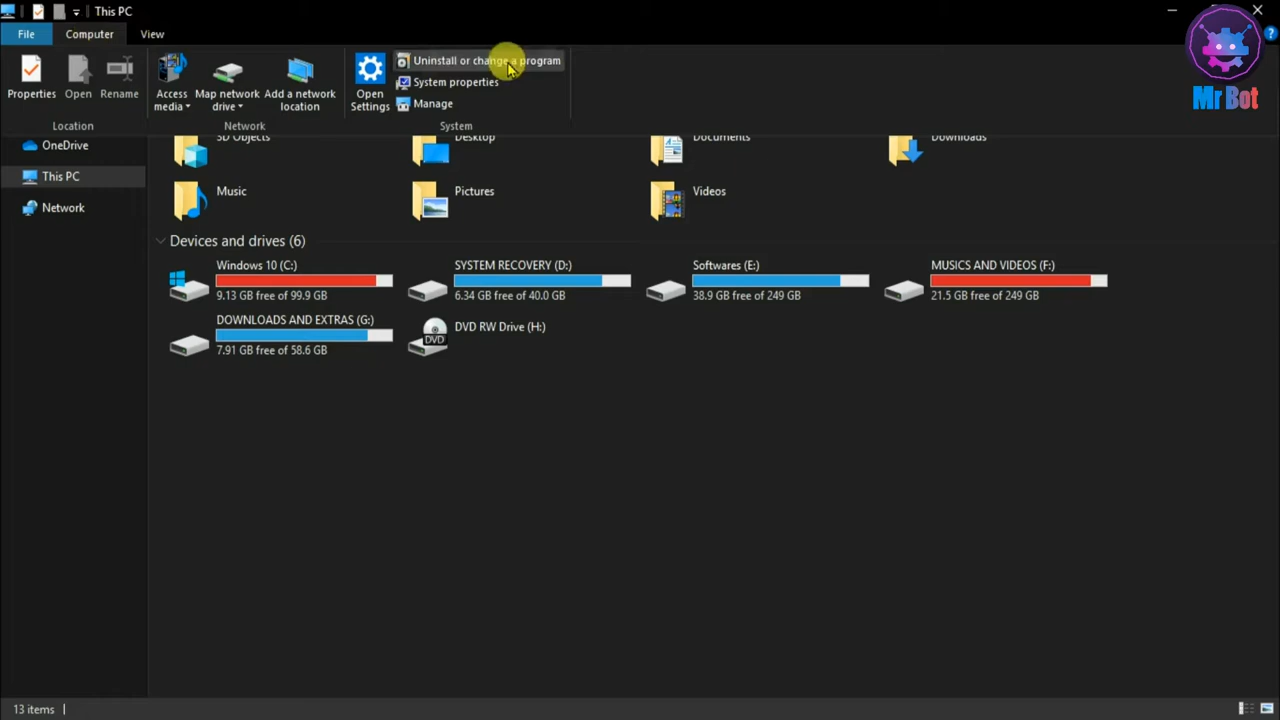 This PC
File
Computer
View
Properties
Open
Rename
Access media
Map network drive
Add a network location
Open Settings
Uninstall or change a program
System properties
Manage
Location
Network
System
Mr Bot
OneDrive
This PC
Network
3D Objects
Desktop
Documents
Downloads
Music
Pictures
Videos
Devices and drives (6)
Windows 10 (C:)
9.13 GB free of 99.9 GB
SYSTEM RECOVERY (D:)
6.34 GB free of 40.0 GB
Softwares (E:)
38.9 GB free of 249 GB
MUSICS AND VIDEOS (F:)
21.5 GB free of 249 GB
DOWNLOADS AND EXTRAS (G:)
7.91 GB free of 58.6 GB
DVD
DVD RW Drive (H:)
13 items